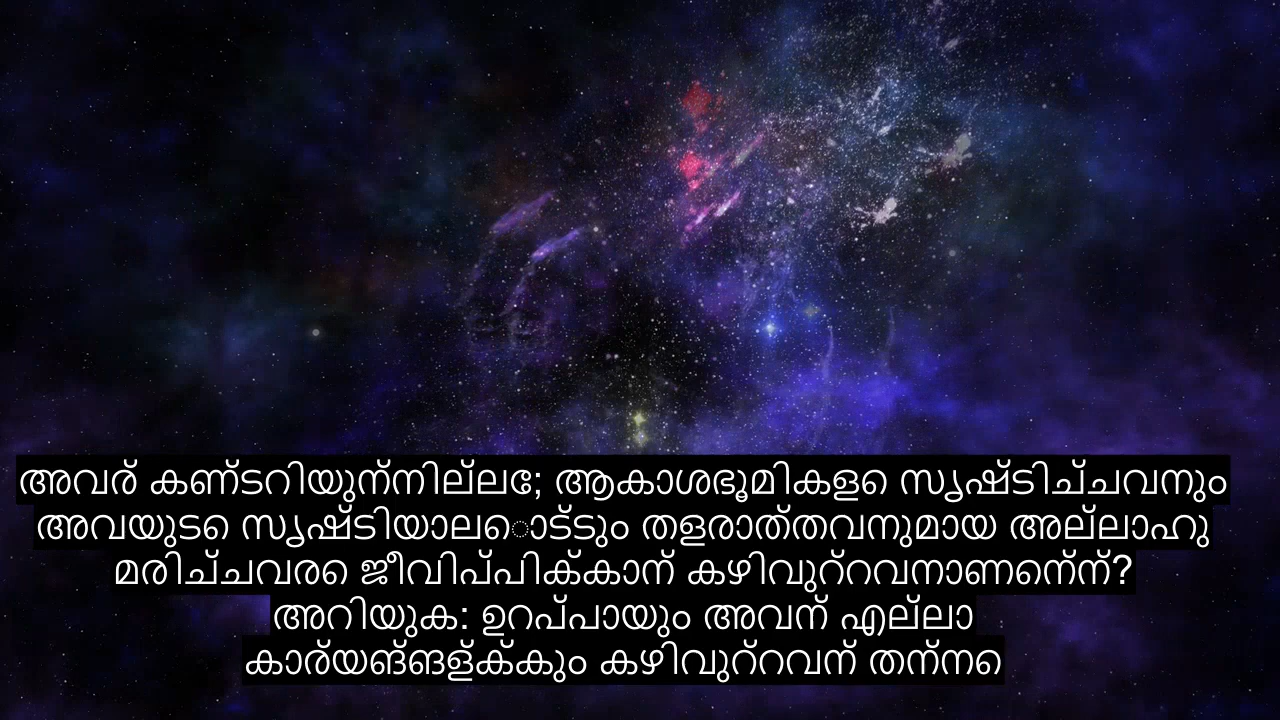 അവര് കണ്ടറിയുന്നില്ലേ; ആകാശഭൂമികളെ സൃഷ്ടിച്ചവനും
അവയുടെ സൃഷ്ടിയാലൊട്ടും തളരാത്തവനുമായ അല്ലാഹു
മരിച്ചവരെ ജീവിപ്പിക്കാന് കഴിവുറ്റവനാണെന്ന്?
അറിയുക: ഉറപ്പായും അവന് എല്ലാ
കാര്യങ്ങള്ക്കും കഴിവുറ്റവന് തന്നെ